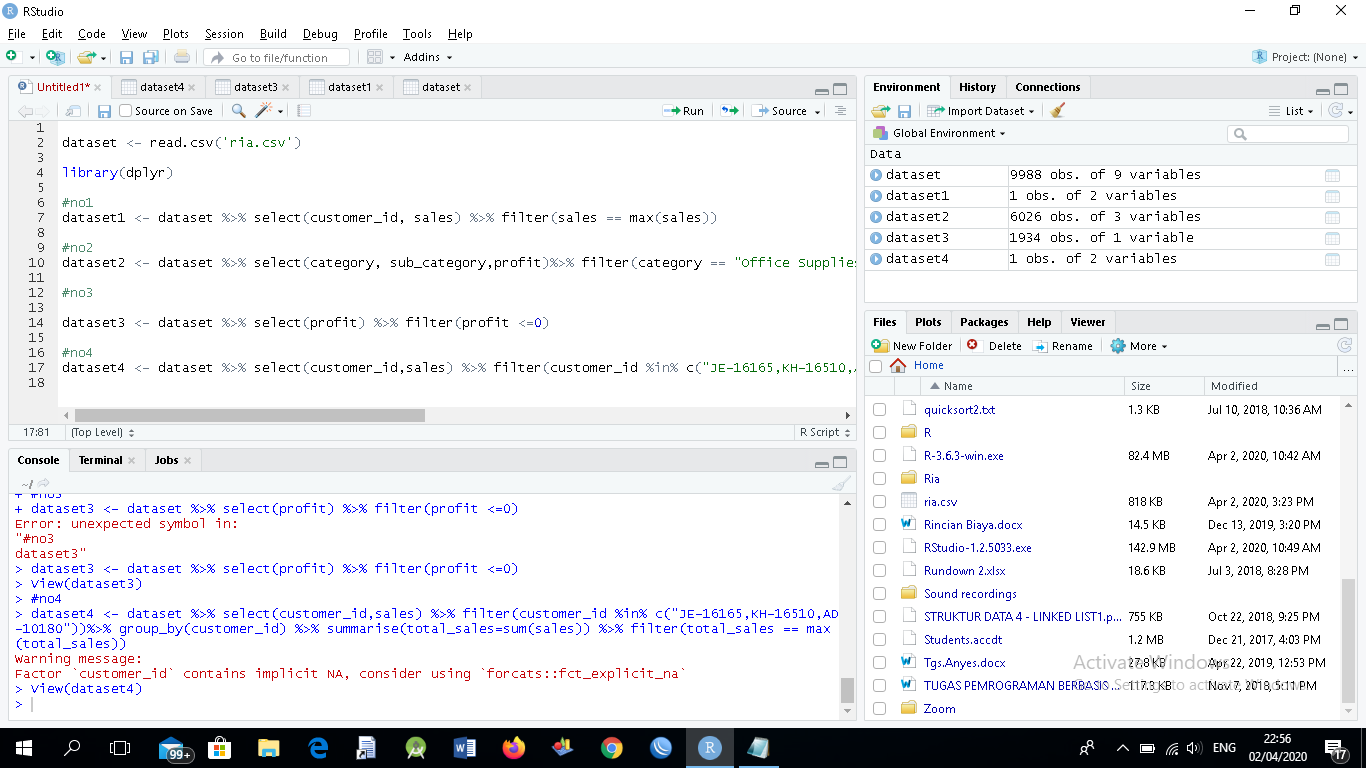 RStudio
File Edit Code View Plots Session Build Debug Profile Tools Help
Go to file/function Addins Project: (None)
Untitled1* dataset4 dataset3 dataset1 dataset
Source on Save Run Source
1
2 dataset <- read.csv('ria.csv')
3
4 library(dplyr)
5
6 #no1
7 dataset1 <- dataset %>% select(customer_id, sales) %>% filter(sales == max(sales))
8
9 #no2
10 dataset2 <- dataset %>% select(category, sub_category,profit)%>% filter(category == "Office Supplies
11
12 #no3
13
14 dataset3 <- dataset %>% select(profit) %>% filter(profit <=0)
15
16 #no4
17 dataset4 <- dataset %>% select(customer_id,sales) %>% filter(customer_id %in% c("JE-16165,KH-16510,
18
17:81 (Top Level) R Script
Console Terminal Jobs
~/
+ #no3
+ dataset3 <- dataset %>% select(profit) %>% filter(profit <=0)
Error: unexpected symbol in:
"#no3
dataset3"
> dataset3 <- dataset %>% select(profit) %>% filter(profit <=0)
> View(dataset3)
> #no4
> dataset4 <- dataset %>% select(customer_id,sales) %>% filter(customer_id %in% c("JE-16165,KH-16510,AD
-10180"))%>% group_by(customer_id) %>% summarise(total_sales=sum(sales)) %>% filter(total_sales == max
(total_sales))
Warning message:
Factor `customer_id` contains implicit NA, consider using `forcats::fct_explicit_na`
> View(dataset4)
>
Environment History Connections
Import Dataset List
Global Environment
Data
dataset 9988 obs. of 9 variables
dataset1 1 obs. of 2 variables
dataset2 6026 obs. of 3 variables
dataset3 1934 obs. of 1 variable
dataset4 1 obs. of 2 variables
Files Plots Packages Help Viewer
New Folder Delete Rename More
Home ...
Name Size Modified
quicksort2.txt 1.3 KB Jul 10, 2018, 10:36 AM
R
R-3.6.3-win.exe 82.4 MB Apr 2, 2020, 10:42 AM
Ria
ria.csv 818 KB Apr 2, 2020, 3:23 PM
Rincian Biaya.docx 14.5 KB Dec 13, 2019, 3:20 PM
RStudio-1.2.5033.exe 142.9 MB Apr 2, 2020, 10:49 AM
Rundown 2.xlsx 18.6 KB Jul 3, 2018, 8:28 PM
Sound recordings
STRUKTUR DATA 4 - LINKED LIST1.p... 755 KB Oct 22, 2018, 9:25 PM
Students.accdt 1.2 MB Dec 21, 2017, 4:03 PM
Tgs.Anyes.docx 27.8 KB Apr 22, 2019, 12:53 PM
TUGAS PEMROGRAMAN BERBASIS ... 117.3 KB Nov 7, 2018, 5:11 PM
Zoom
Activate Windows
Go to Settings to activate Windows.
99+ ENG 22:56
02/04/2020 17